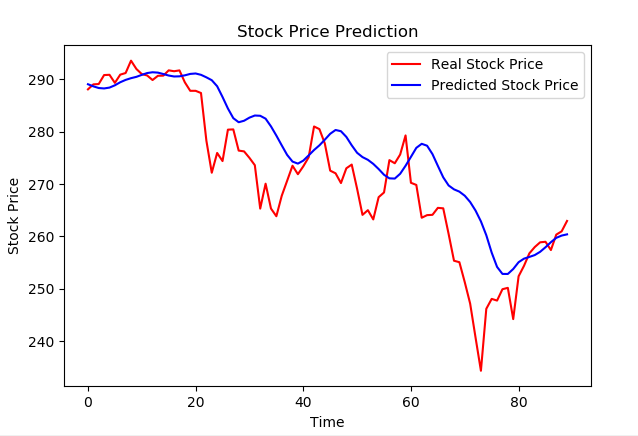 Stock Price Prediction
Real Stock Price
Predicted Stock Price
290
280
270
260
250
240
Stock Price
0 20 40 60 80
Time